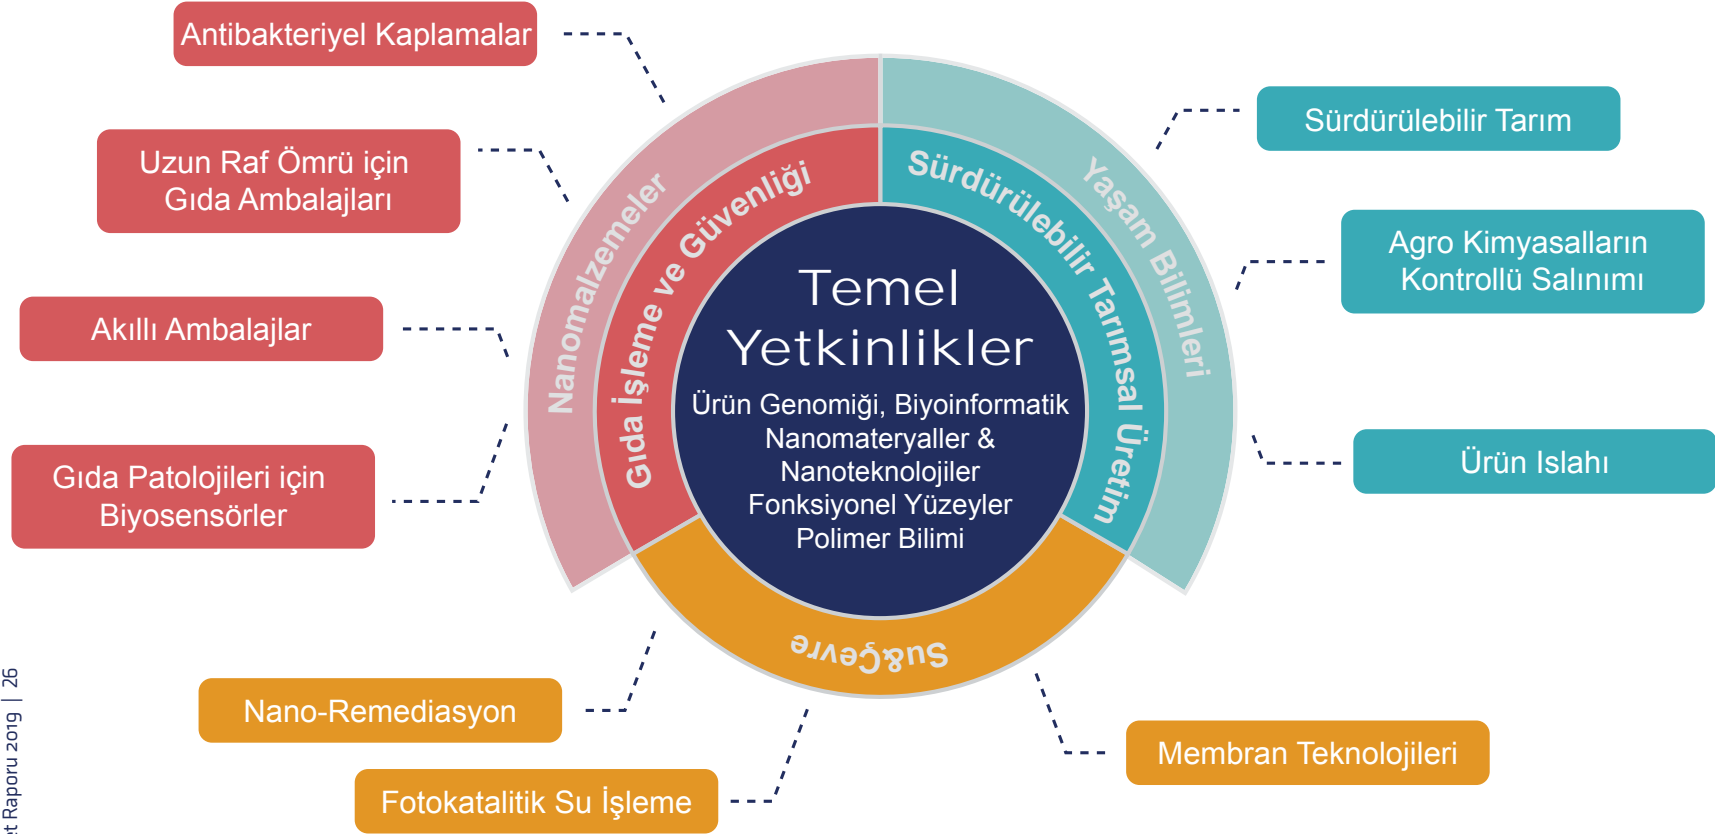 Antibakteriyel Kaplamalar
Uzun Raf Ömrü için
Gıda Ambalajları
Akıllı Ambalajlar
Gıda Patolojileri için
Biyosensörler
Nanomalzemeler
Gıda İşleme ve Güvenliği
Sürdürülebilir Tarımsal Üretim
Yaşam Bilimleri
Temel
Yetkinlikler
Ürün Genomiği, Biyoinformatik
Nanomateryaller &
Nanoteknolojiler
Fonksiyonel Yüzeyler
Polimer Bilimi
Su&Çevre
Sürdürülebilir Tarım
Agro Kimyasalların
Kontrollü Salınımı
Ürün Islahı
Nano-Remediasyon
Fotokatalitik Su İşleme
Membran Teknolojileri
Raporu 2019 | 26